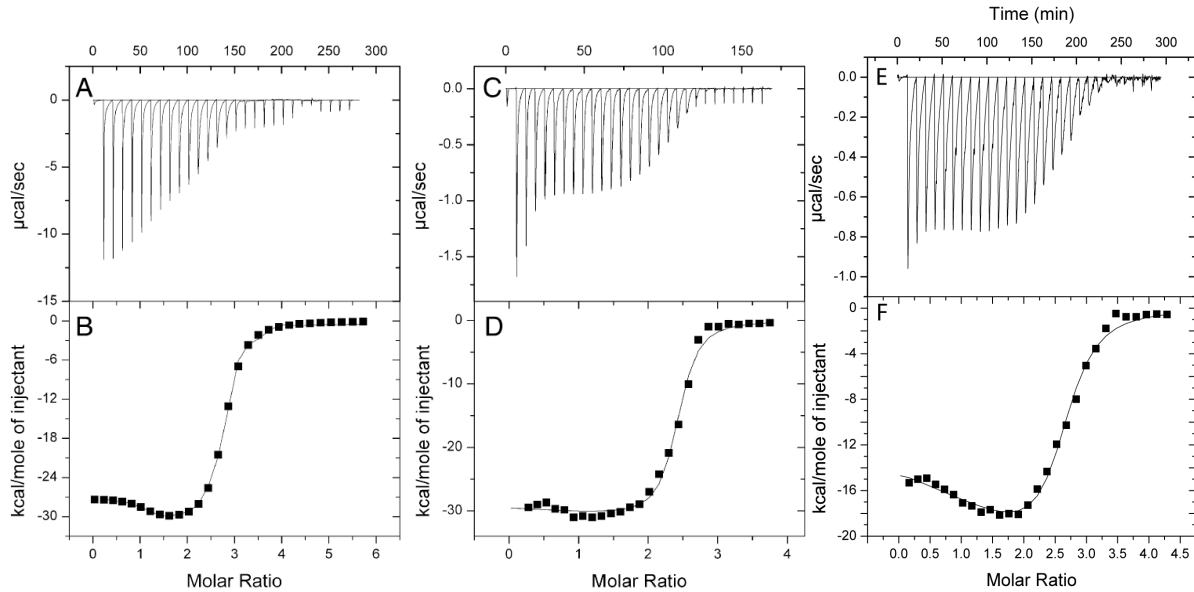 Time (min)
0 50 100 150 200 250 300
0 50 100 150
0 50 100 150 200 250 300
A
C
E
0
-5
-10
-15
µcal/sec
0.0
-0.5
-1.0
-1.5
µcal/sec
0.0
-0.2
-0.4
-0.6
-0.8
-1.0
µcal/sec
B
D
F
0
-6
-12
-18
-24
-30
kcal/mole of injectant
0
-10
-20
-30
kcal/mole of injectant
0
-4
-8
-12
-16
-20
kcal/mole of injectant
0 1 2 3 4 5 6
0 1 2 3 4
0.0 0.5 1.0 1.5 2.0 2.5 3.0 3.5 4.0 4.5
Molar Ratio
Molar Ratio
Molar Ratio